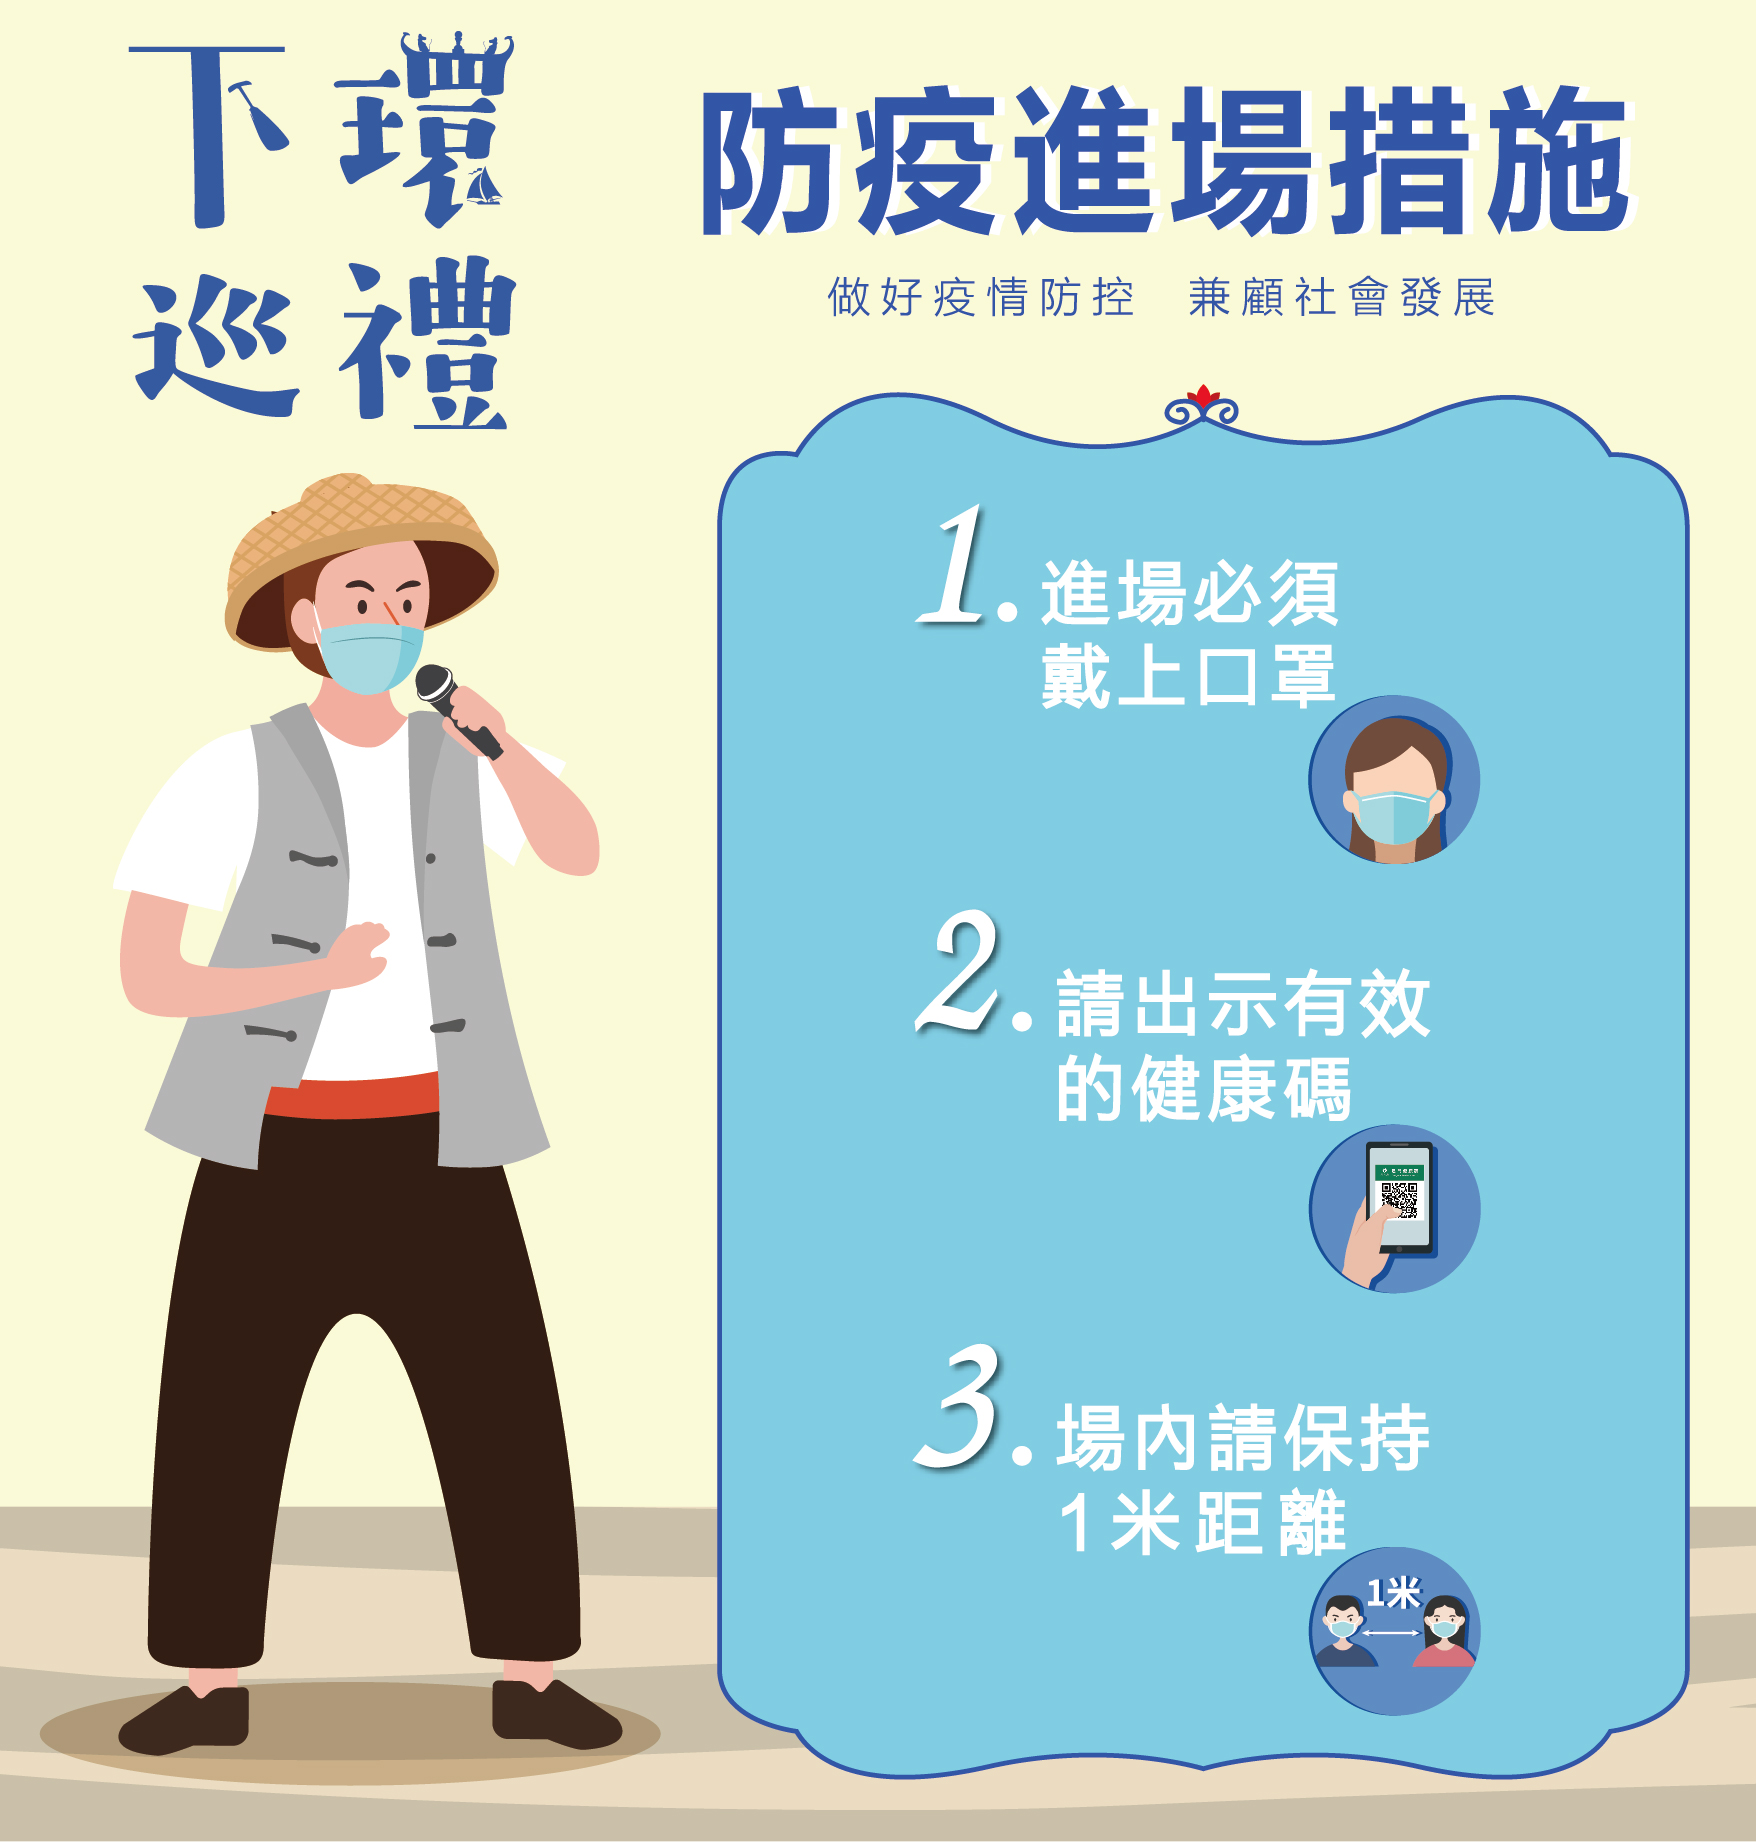 下環
巡禮
防疫進場措施
做好疫情防控 兼顧社會發展
1. 進場必須
戴上口罩
2. 請出示有效
的健康碼
3. 場內請保持
1米距離
1米